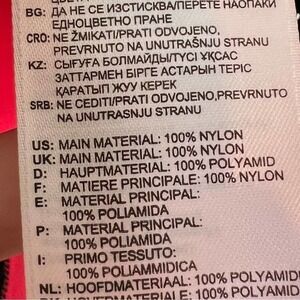 BG: ДА НЕ СЕ ИЗСТИСКВА/ПЕРЕТЕ НАОПАКИ
ЕДНОЦВЕТНО ПРАНЕ
CRO: NE ŽMIKATI/PRATI ODVOJENO,
PREVRNUTO NA UNUTRAŠNJU STRANU
KZ: СЫҒУҒА БОЛМАЙДЫ/ТҮСІ ҰҚСАС
ЗАТТАРМЕН БІРГЕ АСТАРЫН ТЕРІС
ҚАРАТЫП ЖУУ КЕРЕК
SRB: NE CEDITI/PRATI ODVOJENO,PREVRNUTO
NA UNUTRASNJU STRANU
US: MAIN MATERIAL: 100% NYLON
UK: MAIN MATERIAL: 100% NYLON
D: HAUPTMATERIAL: 100% POLYAMID
F: MATIERE PRINCIPALE: 100% NYLON
E: MATERIAL PRINCIPAL:
100% POLIAMIDA
P: MATERIAL PRINCIPAL:
100% POLIAMIDA
I: PRIMO TESSUTO:
100% POLIAMMIDICA
NL: HOOFDMATERIAAL: 100% POLYAMI